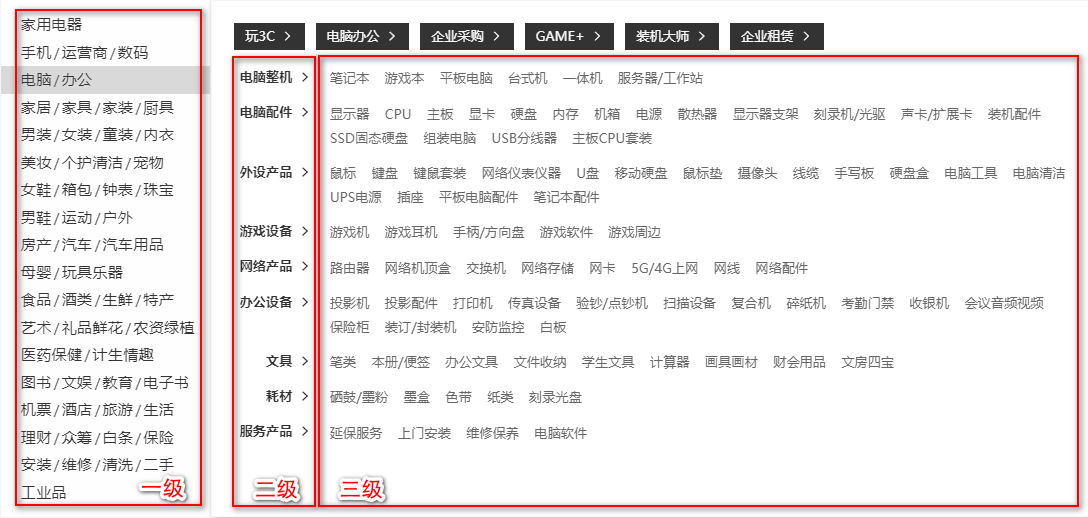 家用电器
手机/运营商/数码
电脑/办公
家居/家具/家装/厨具
男装/女装/童装/内衣
美妆/个护清洁/宠物
女鞋/箱包/钟表/珠宝
男鞋/运动/户外
房产/汽车/汽车用品
母婴/玩具乐器
食品/酒类/生鲜/特产
艺术/礼品鲜花/农资绿植
医药保健/计生情趣
图书/文娱/教育/电子书
机票/酒店/旅游/生活
理财/众筹/白条/保险
安装/维修/清洗/二手
工业品
一级
玩3C > 电脑办公 > 企业采购 > GAME+ > 装机大师 > 企业租赁 >
电脑整机 > 笔记本 游戏本 平板电脑 台式机 一体机 服务器/工作站
电脑配件 > 显示器 CPU 主板 显卡 硬盘 内存 机箱 电源 散热器 显示器支架 刻录机/光驱 声卡/扩展卡 装机配件
SSD固态硬盘 组装电脑 USB分线器 主板CPU套装
外设产品 > 鼠标 键盘 键鼠套装 网络仪表仪器 U盘 移动硬盘 鼠标垫 摄像头 线缆 手写板 硬盘盒 电脑工具 电脑清洁
UPS电源 插座 平板电脑配件 笔记本配件
游戏设备 > 游戏机 游戏耳机 手柄/方向盘 游戏软件 游戏周边
网络产品 > 路由器 网络机顶盒 交换机 网络存储 网卡 5G/4G上网 网线 网络配件
办公设备 > 投影机 投影配件 打印机 传真设备 验钞/点钞机 扫描设备 复合机 碎纸机 考勤门禁 收银机 会议音频视频
保险柜 装订/封装机 安防监控 白板
文具 > 笔类 本册/便签 办公文具 文件收纳 学生文具 计算器 画具画材 财会用品 文房四宝
耗材 > 硒鼓/墨粉 墨盒 色带 纸类 刻录光盘
服务产品 > 延保服务 上门安装 维修保养 电脑软件
二级 三级